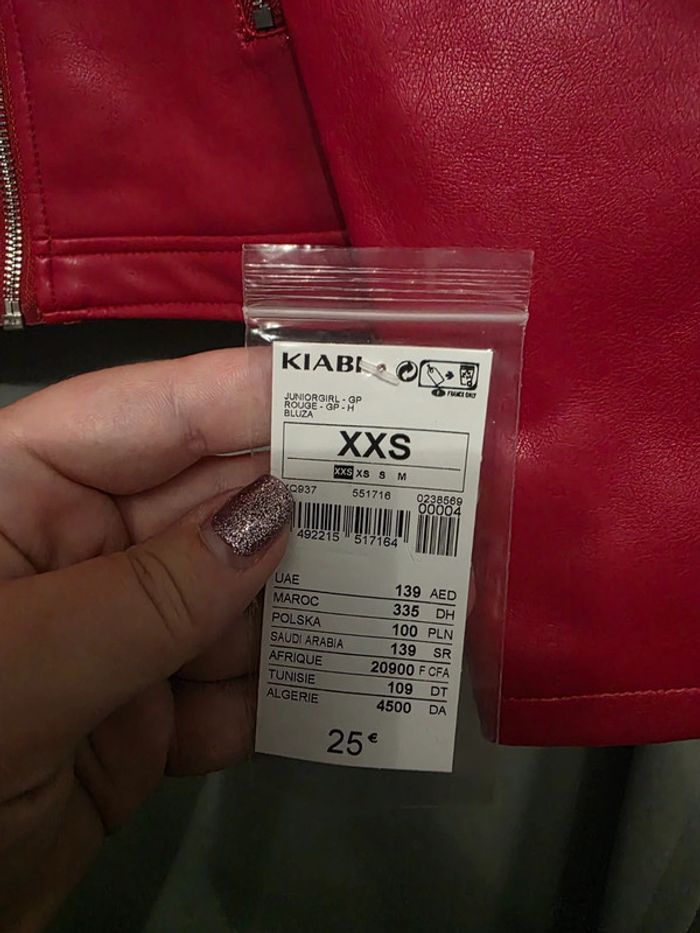 KIABI
FRANCE ONLY
JUNIORGIRL - GP
ROUGE - GP - H
BLUZA
XXS
XXS XS S M
551716
0238569
00004
492215 517164
UAE 139 AED
MAROC 335 DH
POLSKA 100 PLN
SAUDI ARABIA 139 SR
AFRIQUE 20900 F CFA
TUNISIE 109 DT
ALGERIE 4500 DA
25€